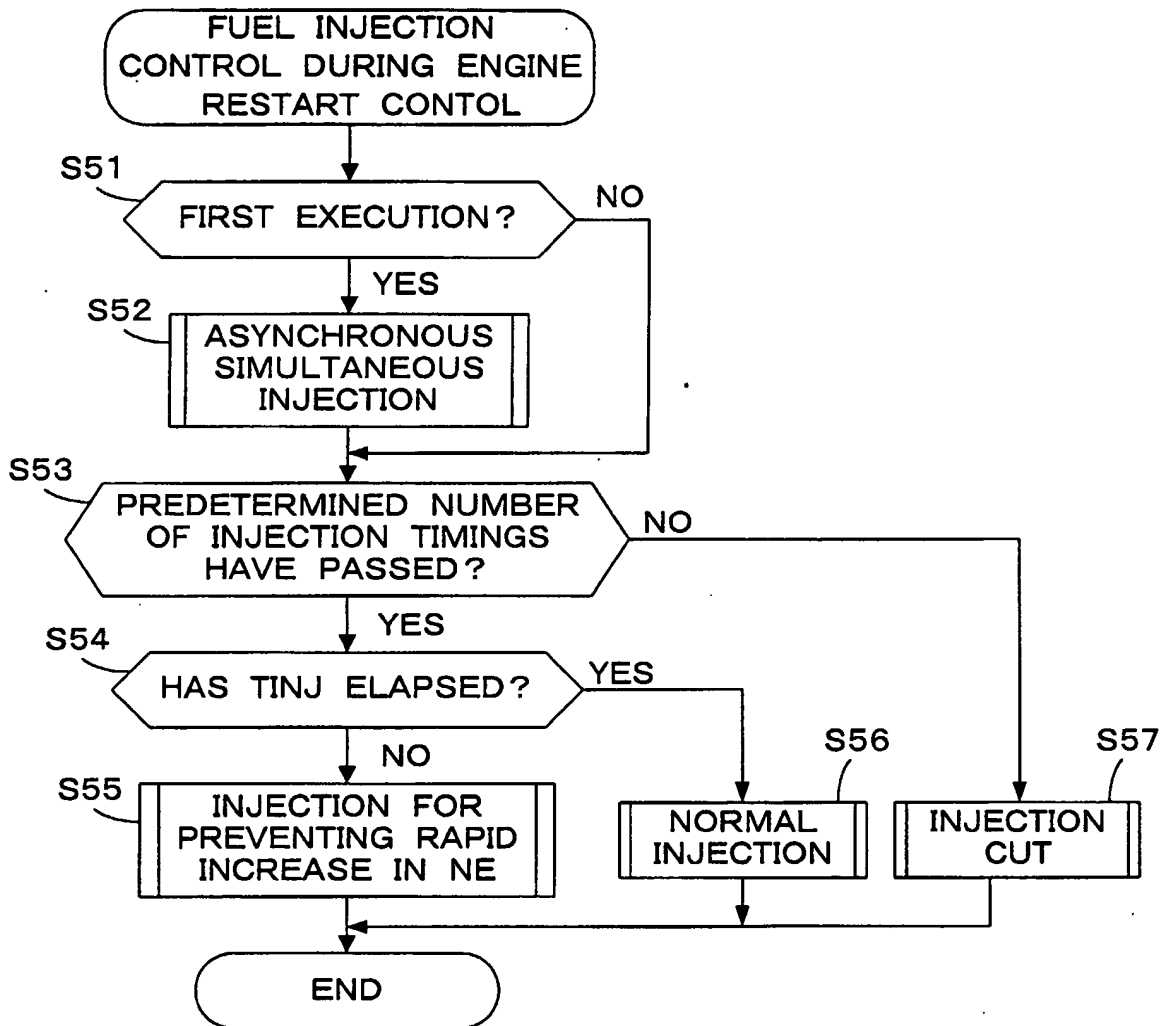 FUEL INJECTION
CONTROL DURING ENGINE
RESTART CONTOL
S51
FIRST EXECUTION?
NO
YES
S52
ASYNCHRONOUS
SIMULTANEOUS
INJECTION
S53
PREDETERMINED NUMBER
OF INJECTION TIMINGS
HAVE PASSED?
NO
YES
S54
HAS TINJ ELAPSED?
YES
NO
S55
INJECTION FOR
PREVENTING RAPID
INCREASE IN NE
S56
NORMAL
INJECTION
S57
INJECTION
CUT
END